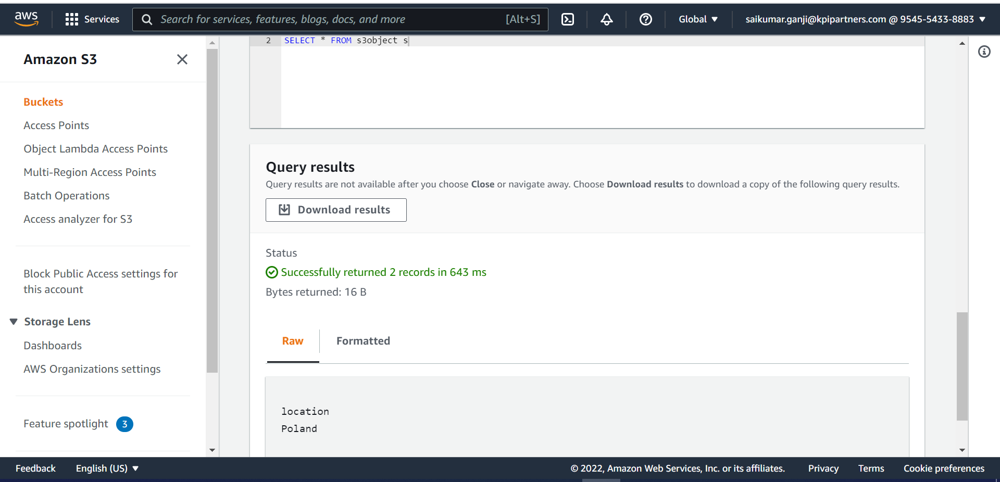 aws
Services
Search for services, features, blogs, docs, and more
[Alt+S]
Global
saikumar.ganji@kpipartners.com @ 9545-5433-8883
Amazon S3
Buckets
Access Points
Object Lambda Access Points
Multi-Region Access Points
Batch Operations
Access analyzer for S3
Block Public Access settings for
this account
Storage Lens
Dashboards
AWS Organizations settings
Feature spotlight 3
2 SELECT * FROM s3object s
Query results
Query results are not available after you choose Close or navigate away. Choose Download results to download a copy of the following query results.
Download results
Status
Successfully returned 2 records in 643 ms
Bytes returned: 16 B
Raw
Formatted
location
Poland
Feedback
English (US)
© 2022, Amazon Web Services, Inc. or its affiliates.
Privacy
Terms
Cookie preferences